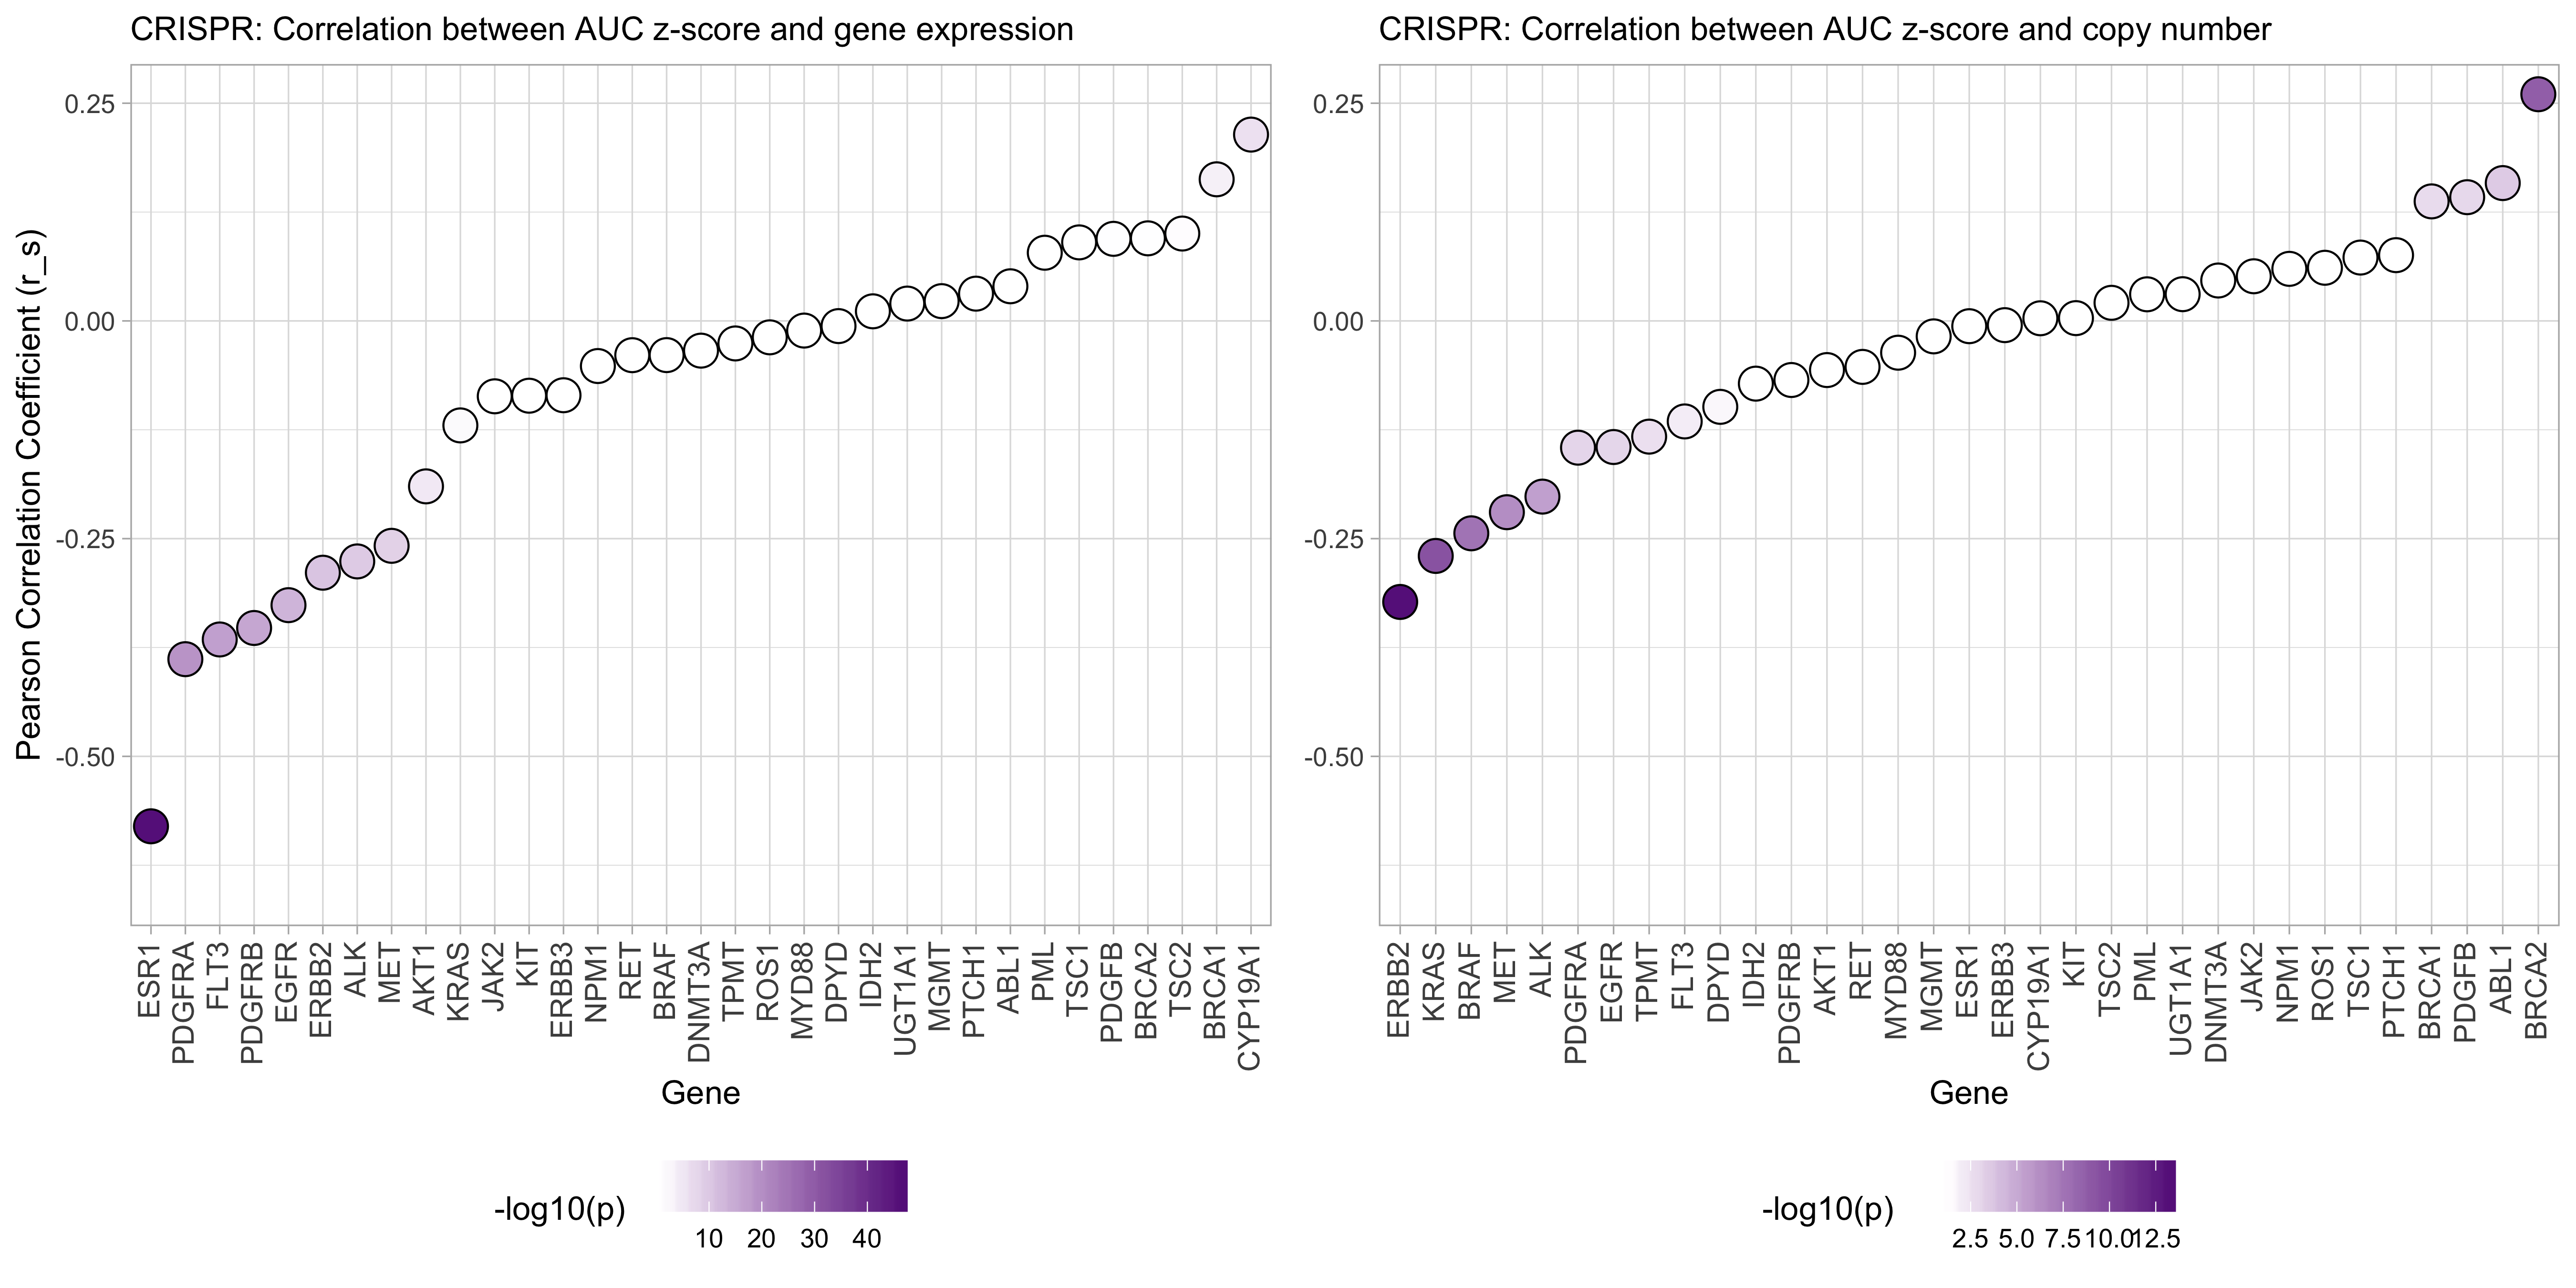 CRISPR: Correlation between AUC z-score and gene expression
Pearson Correlation Coefficient (r_s)
0.25
0.00
-0.25
-0.50
ESR1
PDGFRA
FLT3
PDGFRB
EGFR
ERBB2
ALK
MET
AKT1
KRAS
JAK2
KIT
ERBB3
NPM1
RET
BRAF
DNMT3A
TPMT
ROS1
MYD88
DPYD
IDH2
UGT1A1
MGMT
PTCH1
ABL1
PML
TSC1
PDGFB
BRCA2
TSC2
BRCA1
CYP19A1
Gene
-log10(p)
10 20 30 40
CRISPR: Correlation between AUC z-score and copy number
0.25
0.00
-0.25
-0.50
ERBB2
KRAS
BRAF
MET
ALK
PDGFRA
EGFR
TPMT
FLT3
DPYD
IDH2
PDGFRB
AKT1
RET
MYD88
MGMT
ESR1
ERBB3
CYP19A1
KIT
TSC2
PML
UGT1A1
DNMT3A
JAK2
NPM1
ROS1
TSC1
PTCH1
BRCA1
PDGFB
ABL1
BRCA2
Gene
-log10(p)
2.5 5.0 7.5 10.0 12.5